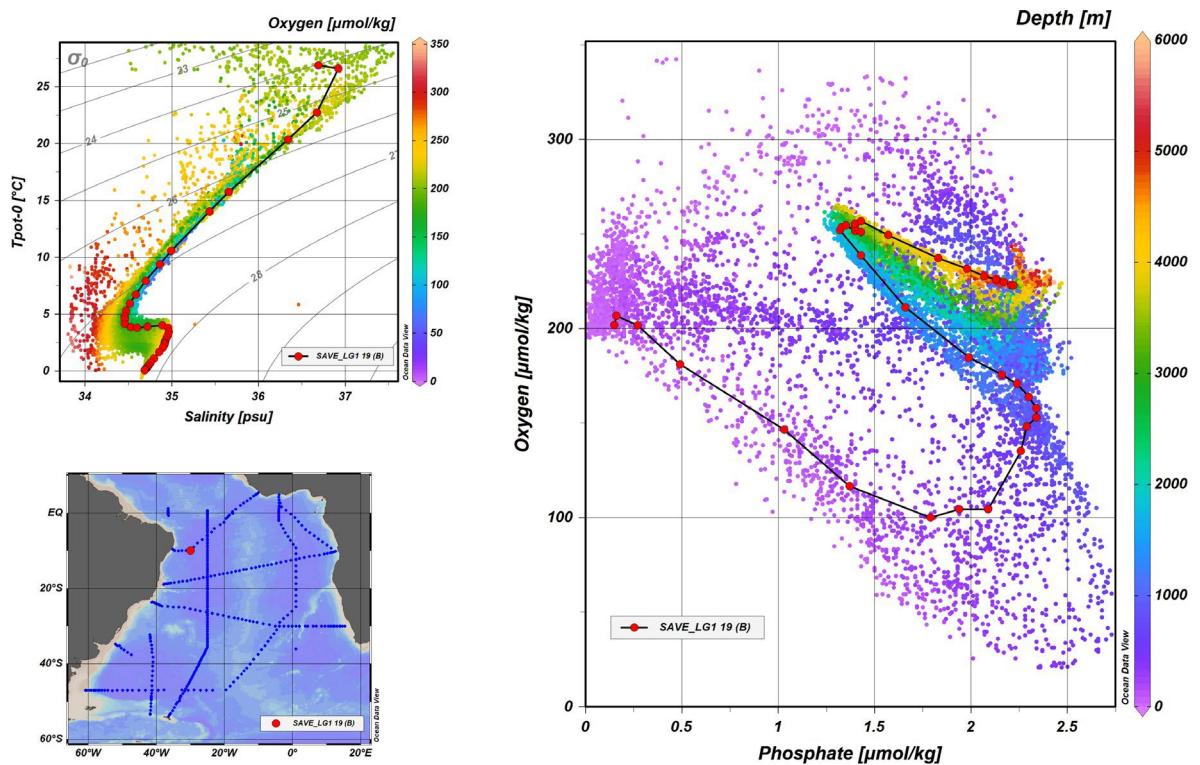 Oxygen [µmol/kg]
σ0
23
24
25
26
27
28
25
20
15
10
5
0
Tpot-0 [°C]
34
35
36
37
Salinity [psu]
SAVE_LG1 19 (B)
Ocean Data View
350
300
250
200
150
100
50
0
EQ
20°S
40°S
60°S
60°W
40°W
20°W
0°
20°E
SAVE_LG1 19 (B)
Ocean Data View
Depth [m]
300
200
100
0
Oxygen [µmol/kg]
0
0.5
1
1.5
2
2.5
Phosphate [µmol/kg]
SAVE_LG1 19 (B)
Ocean Data View
6000
5000
4000
3000
2000
1000
0